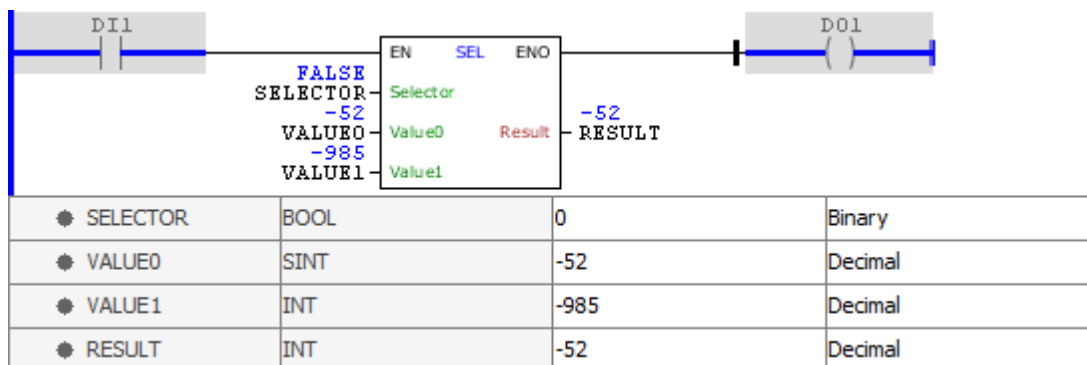 DI1 DO1
EN SEL ENO
FALSE
SELECTOR Selector
-52 -52
VALUE0 Value0 Result RESULT
-985
VALUE1 Value1
SELECTOR BOOL 0 Binary
VALUE0 SINT -52 Decimal
VALUE1 INT -985 Decimal
RESULT INT -52 Decimal